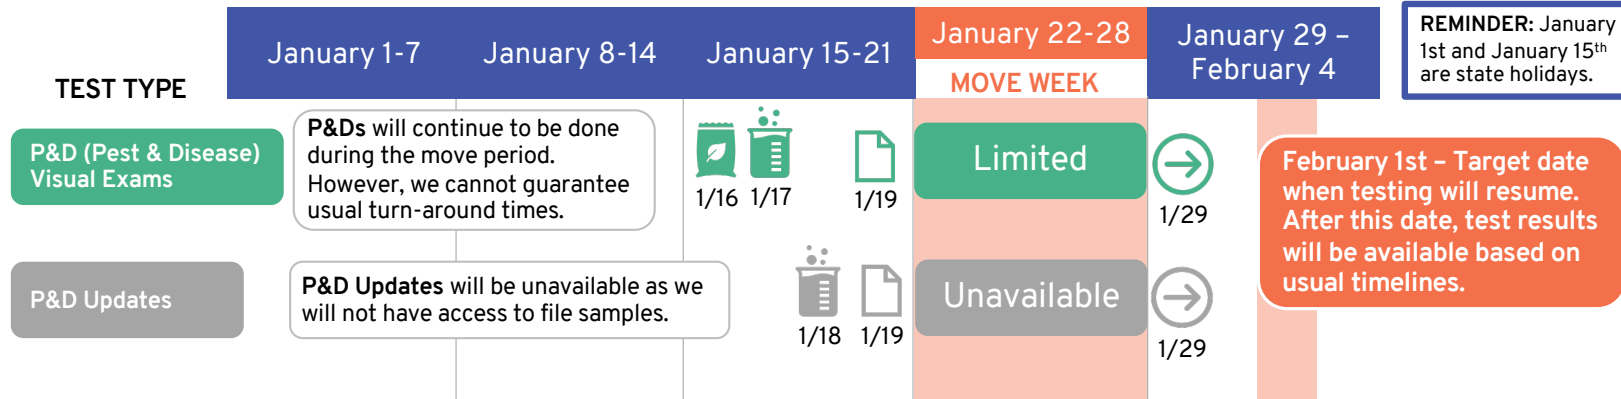 TEST TYPE
January 1-7
January 8-14
January 15-21
January 22-28
MOVE WEEK
January 29 –
February 4
REMINDER: January
1st and January 15th
are state holidays.
P&D (Pest & Disease)
Visual Exams
P&Ds will continue to be done
during the move period.
However, we cannot guarantee
usual turn-around times.
1/16
1/17
1/19
Limited
1/29
February 1st – Target date
when testing will resume.
After this date, test results
will be available based on
usual timelines.
P&D Updates
P&D Updates will be unavailable as we
will not have access to file samples.
1/18
1/19
Unavailable
1/29